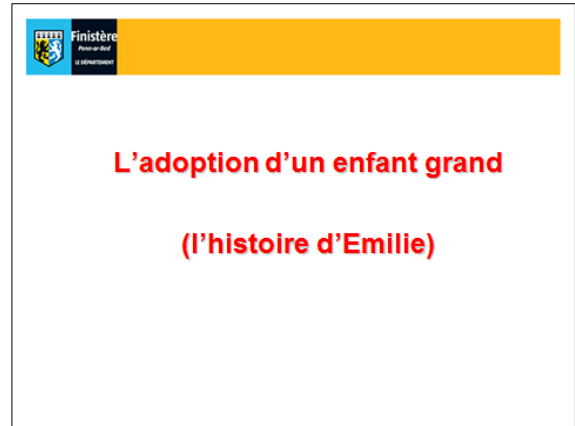 Finistère
Penn-ar-Bed
LE DÉPARTEMENT
L'adoption d'un enfant grand
(l'histoire d'Emilie)